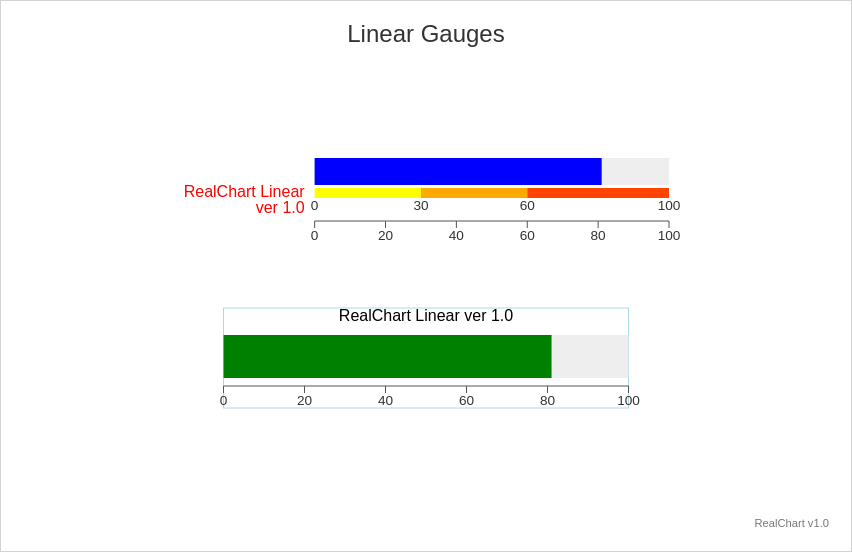 Linear Gauges
RealChart Linear
ver 1.0
0 30 60 100
0 20 40 60 80 100
RealChart Linear ver 1.0
0 20 40 60 80 100
RealChart v1.0